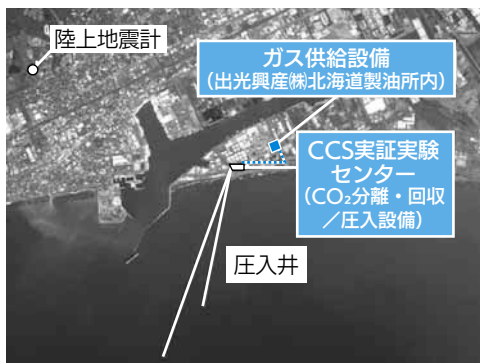 陸上地震計
ガス供給設備
(出光興産㈱北海道製油所内)
CCS実証実験
センター
(CO₂分離・回収
/圧入設備)
圧入井